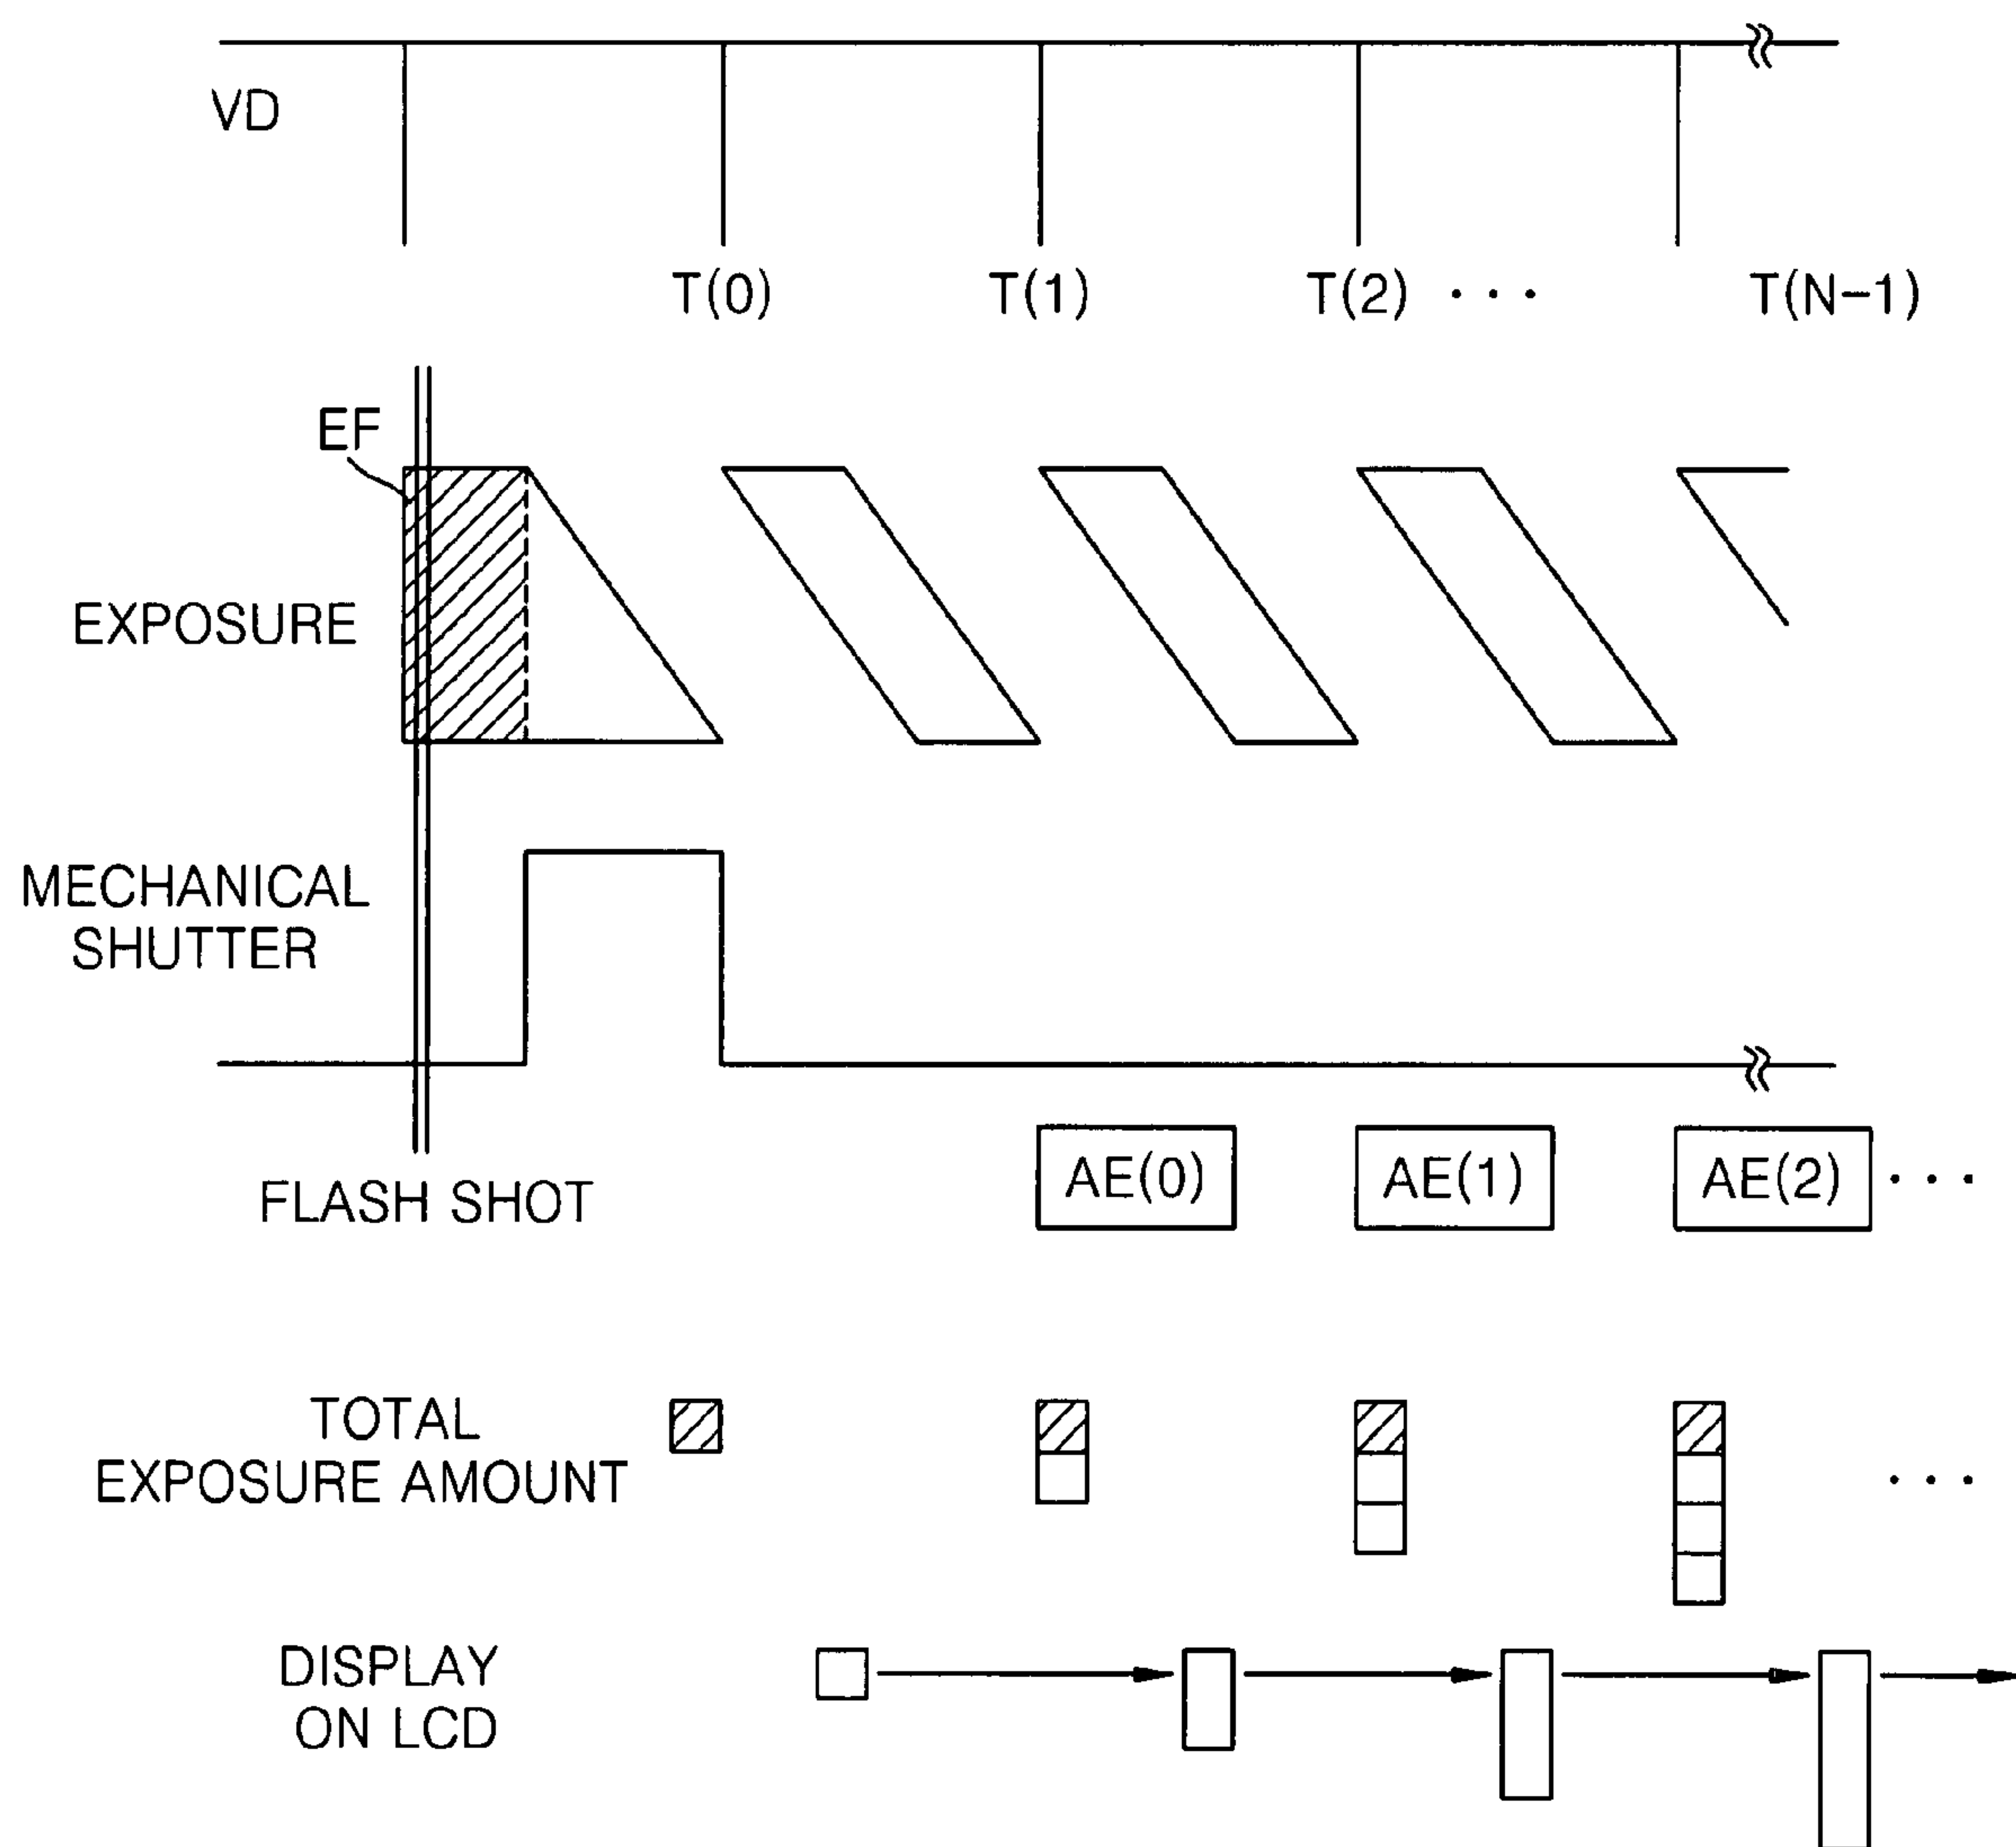 VD
T(0) T(1) T(2) · · · T(N-1)
EF
EXPOSURE
MECHANICAL
SHUTTER
FLASH SHOT
AE(0) AE(1) AE(2) · · ·
TOTAL
EXPOSURE AMOUNT · · ·
DISPLAY
ON LCD